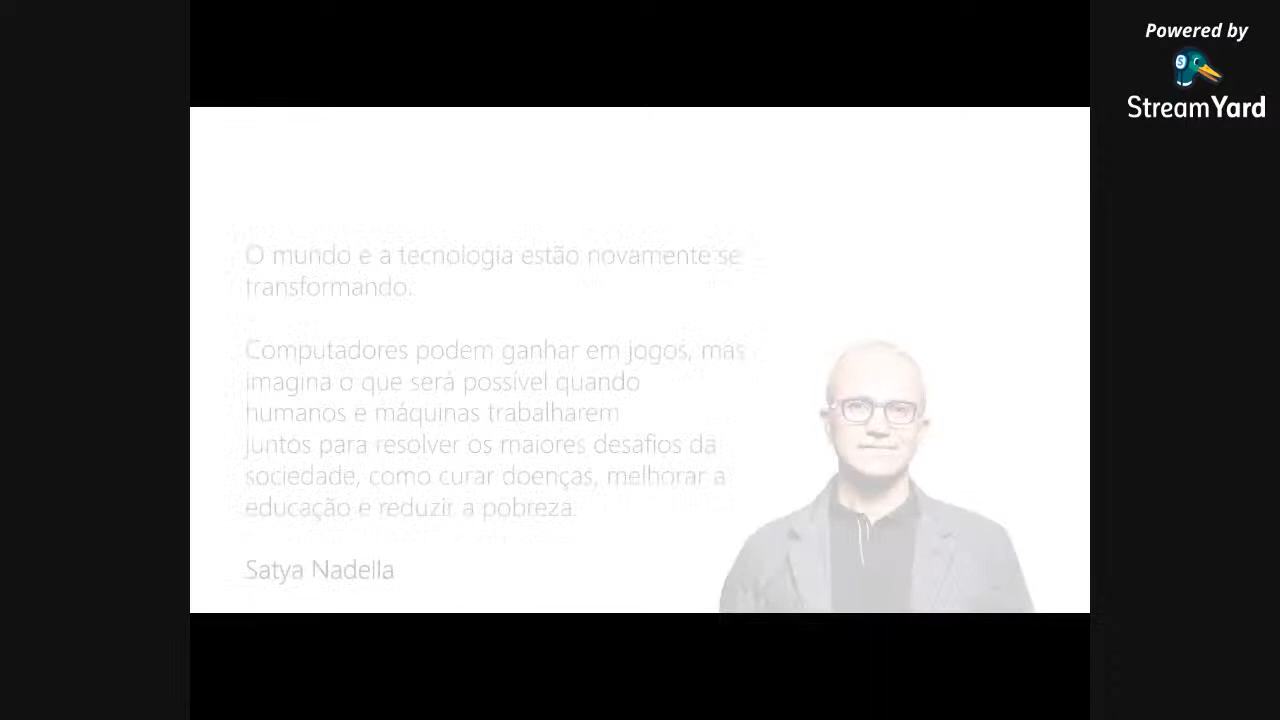 Powered by
StreamYard
O mundo e a tecnologia estão novamente se
transformando.
Computadores podem ganhar em jogos, mas
imagina o que será possível quando
humanos e máquinas trabalharem
juntos para resolver os maiores desafios da
sociedade, como curar doenças, melhorar a
educação e reduzir a pobreza.
Satya Nadella